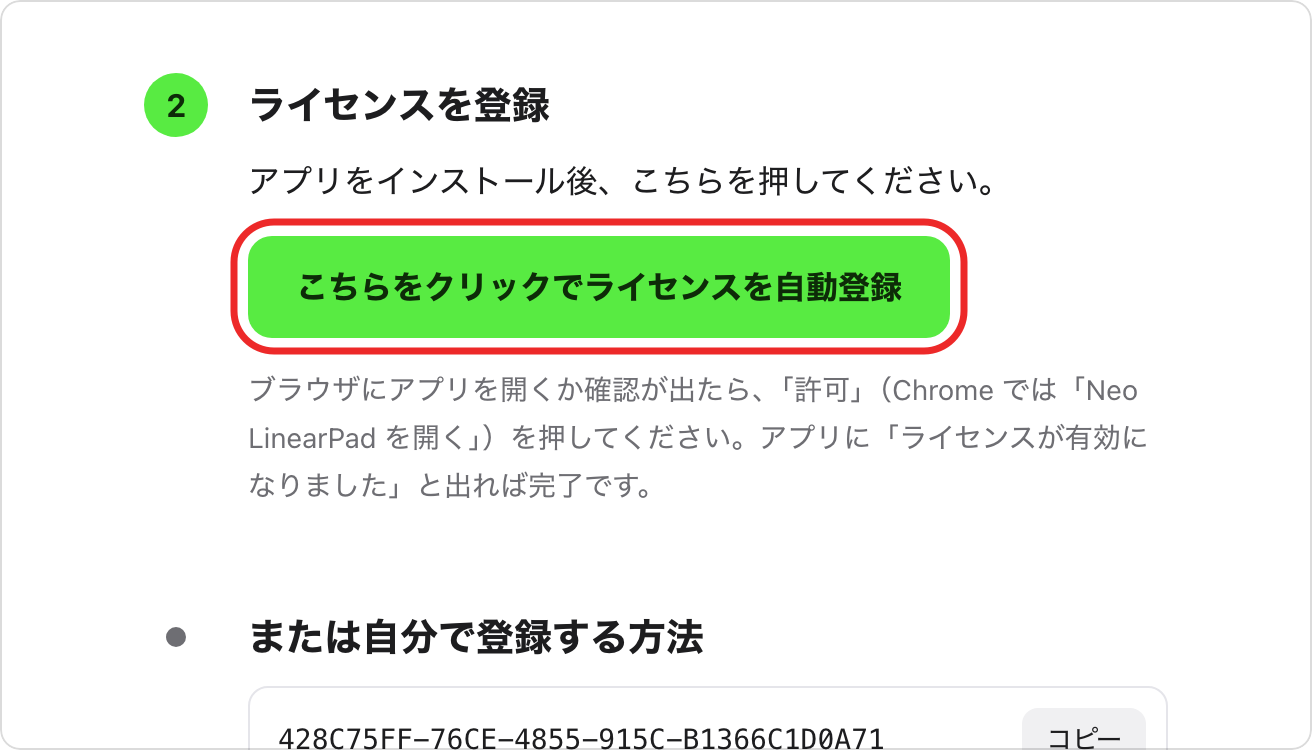 2
ライセンスを登録
アプリをインストール後、こちらを押してください。
こちらをクリックでライセンスを自動登録
ブラウザにアプリを開くか確認が出たら、「許可」（Chrome では「Neo
LinearPad を開く」）を押してください。アプリに「ライセンスが有効に
なりました」と出れば完了です。
または自分で登録する方法
428C75FF-76CE-4855-915C-B1366C1D0A71
コピー